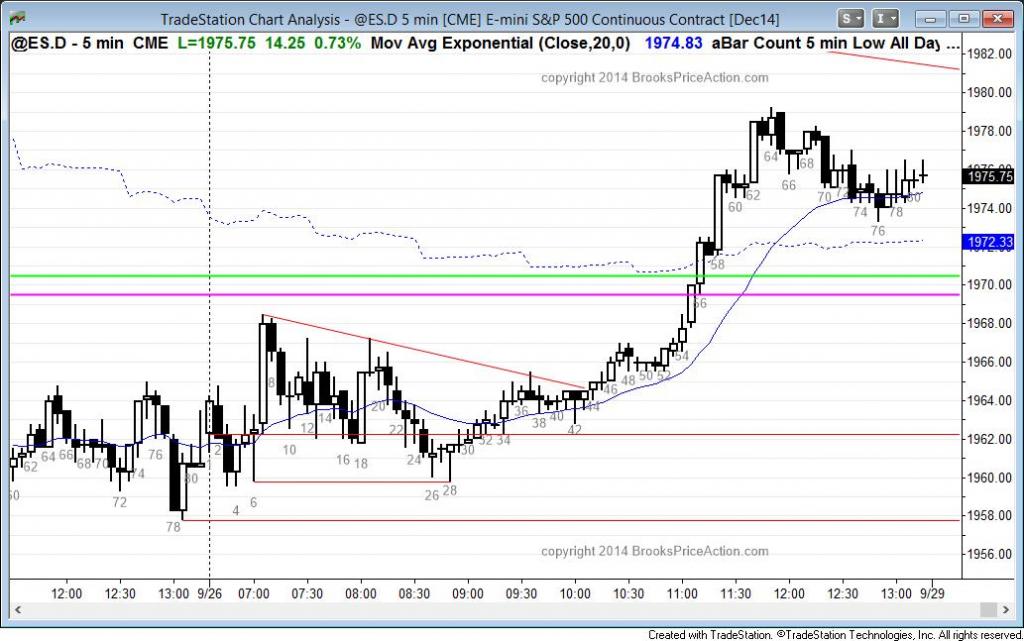 TradeStation Chart Analysis - @ES.D 5 min [CME] E-mini S&P 500 Continuous Contract [Dec14]
S I
@ES.D - 5 min CME L=1975.75 14.25 0.73% Mov Avg Exponential (Close,20,0) 1974.83 aBar Count 5 min Low All Day ...
copyright 2014 BrooksPriceAction.com
1982.00
1980.00
1978.00
1975.75
1974.00
1972.33
1970.00
1968.00
1966.00
1964.00
1962.00
1960.00
1958.00
1956.00
62 64 66 68 70 72 74 76 78 80
2 4 6 8 10 12 14 16 18 20 22 24 26 28 30 32 34 36 38 40 42 44 46 48 50 52 54 56 58 60 62 64 66 68 70 72 74 76 78 80
copyright 2014 BrooksPriceAction.com
12:00 12:30 13:00 9/26 07:00 07:30 08:00 08:30 09:00 09:30 10:00 10:30 11:00 11:30 12:00 12:30 13:00 9/29
Created with TradeStation. ©TradeStation Technologies, Inc. All rights reserved.